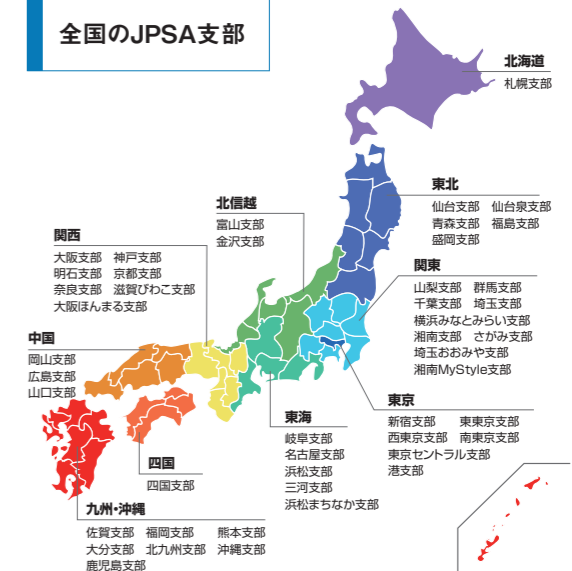 全国のJPSA支部
北海道
札幌支部
東北
仙台支部 仙台泉支部
青森支部 福島支部
盛岡支部
北信越
富山支部
金沢支部
関西
大阪支部 神戸支部
明石支部 京都支部
奈良支部 滋賀びわこ支部
大阪ほんまる支部
関東
山梨支部 群馬支部
千葉支部 埼玉支部
横浜みなとみらい支部
湘南支部 さがみ支部
埼玉おおみや支部
湘南MyStyle支部
中国
岡山支部
広島支部
山口支部
東京
新宿支部 東東京支部
西東京支部 南東京支部
東京セントラル支部
港支部
東海
岐阜支部
名古屋支部
浜松支部
三河支部
浜松まちなか支部
四国
四国支部
九州・沖縄
佐賀支部 福岡支部 熊本支部
大分支部 北九州支部 沖縄支部
鹿児島支部